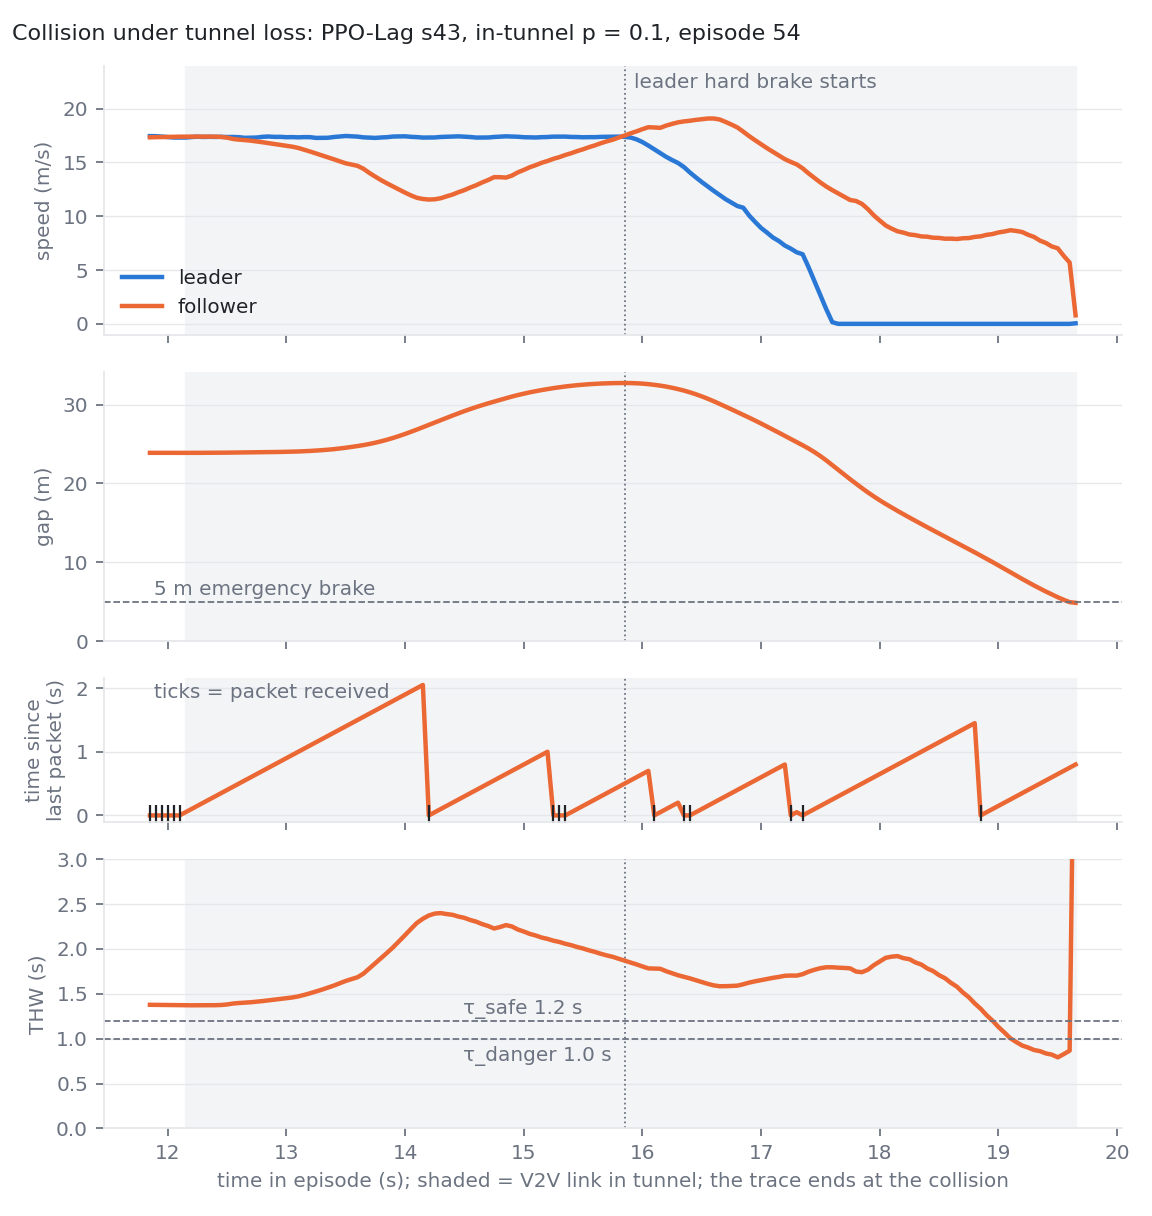 Collision under tunnel loss: PPO-Lag s43, in-tunnel p = 0.1, episode 54
leader hard brake starts
speed (m/s)
20
15
10
5
0
leader
follower
gap (m)
30
20
10
0
5 m emergency brake
time since
last packet (s)
2
1
0
ticks = packet received
THW (s)
3.0
2.5
2.0
1.5
1.0
0.5
0.0
τ_safe 1.2 s
τ_danger 1.0 s
12 13 14 15 16 17 18 19 20
time in episode (s); shaded = V2V link in tunnel; the trace ends at the collision